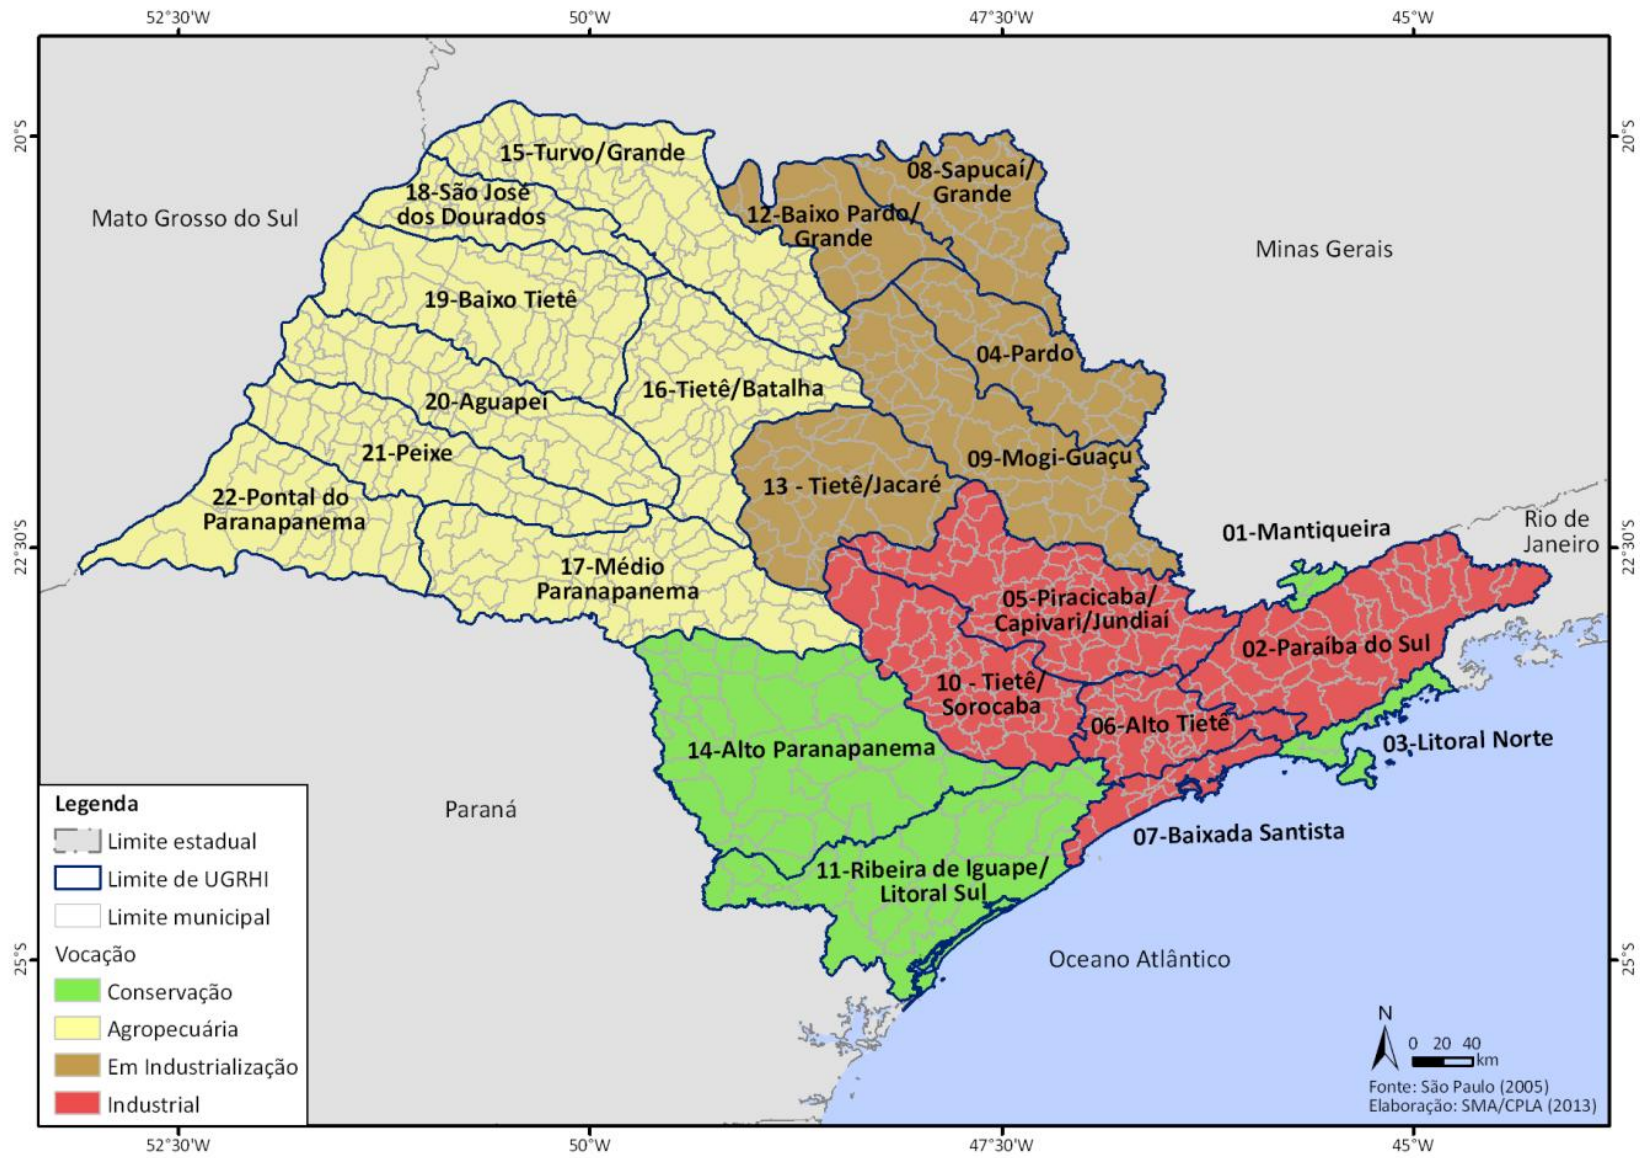 52°30'W
50°W
47°30'W
45°W
20°S
20°S
15-Turvo/Grande
08-Sapucaí/
Grande
18-São José
dos Dourados
Mato Grosso do Sul
12-Baixo Pardo/
Grande
Minas Gerais
19-Baixo Tietê
04-Pardo
16-Tietê/Batalha
20-Aguapeí
21-Peixe
09-Mogi-Guaçu
13 - Tietê/Jacaré
22-Pontal do
Paranapanema
01-Mantiqueira
Rio de
Janeiro
22°30'S
22°30'S
17-Médio
Paranapanema
05-Piracicaba/
Capivari/Jundiaí
02-Paraíba do Sul
10 - Tietê/
Sorocaba
06-Alto Tietê
14-Alto Paranapanema
03-Litoral Norte
Paraná
07-Baixada Santista
11-Ribeira de Iguape/
Litoral Sul
Oceano Atlântico
25°S
25°S
Legenda
Limite estadual
Limite de UGRHI
Limite municipal
Vocação
Conservação
Agropecuária
Em Industrialização
Industrial
N
0 20 40
km
Fonte: São Paulo (2005)
Elaboração: SMA/CPLA (2013)
52°30'W
50°W
47°30'W
45°W